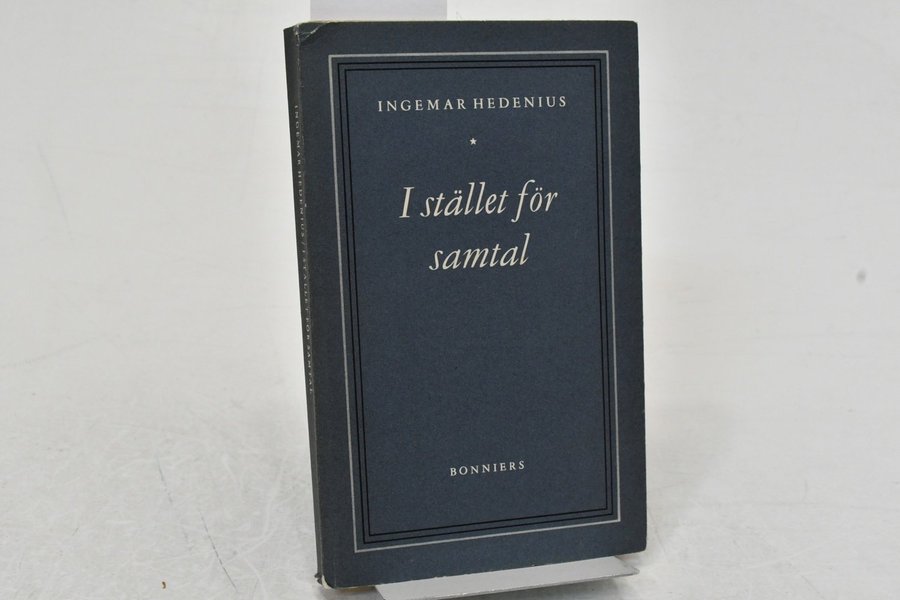 INGEMAR HEDENIUS
I stället för
samtal
BONNIERS
INGEMAR HEDENIUS / I STÄLLET FÖR SAMTAL